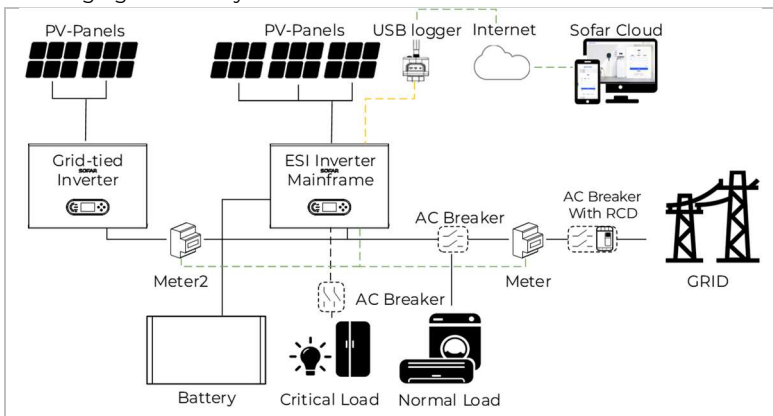 PV-Panels
PV-Panels
USB logger
Internet
Sofar Cloud
Grid-tied
SOFAR
Inverter
ESI Inverter
SOFAR
Mainframe
AC Breaker
AC Breaker
With RCD
Meter2
AC Breaker
Meter
GRID
Battery
Critical Load
Normal Load